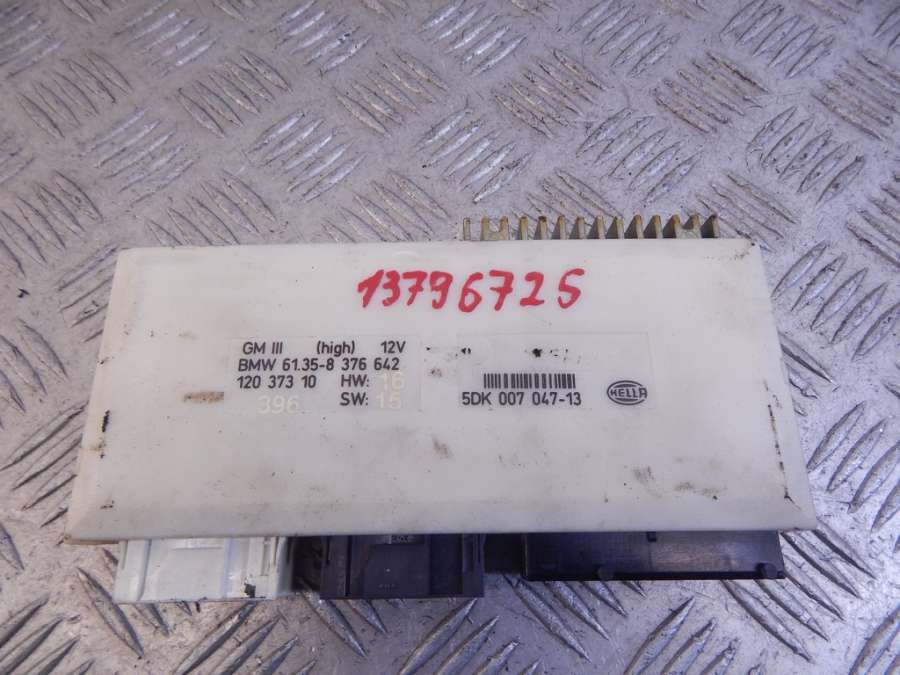 13796725
GM III (high) 12V
BMW 61.35-8 376 642
120 373 10 HW: 16
396 SW: 15
5DK 007 047-13
HELLA